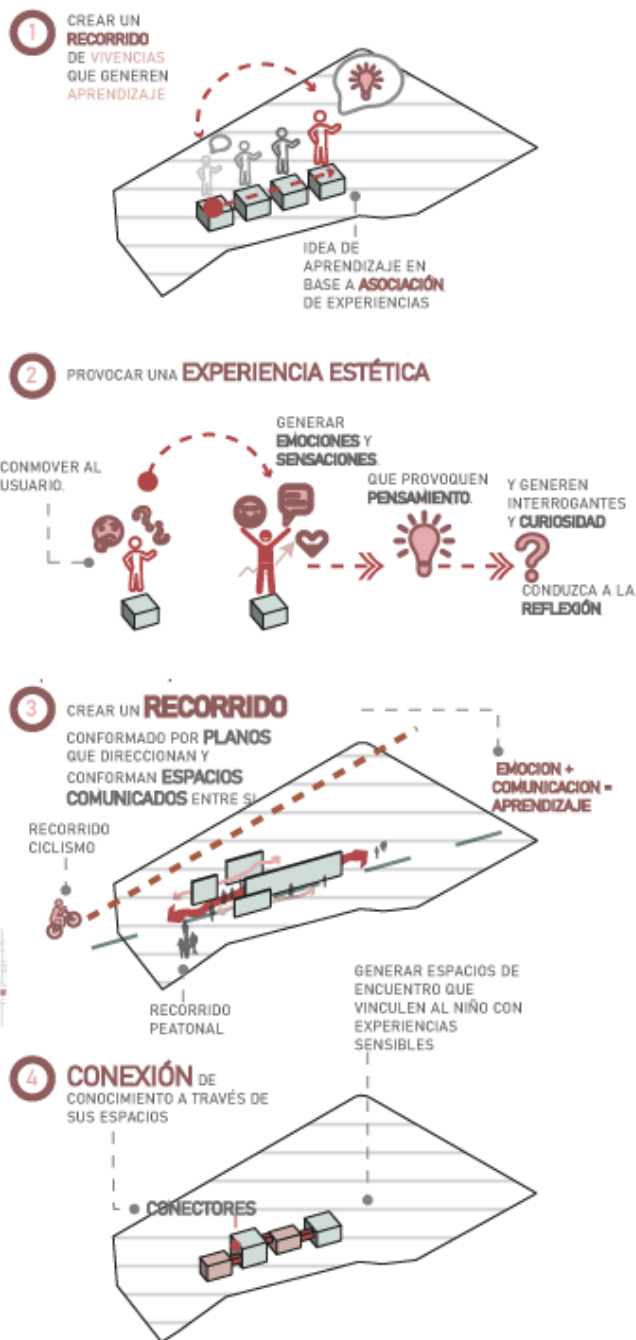 1
CREAR UN
RECORRIDO
DE VIVENCIAS
QUE GENEREN
APRENDIZAJE
IDEA DE
APRENDIZAJE EN
BASE A ASOCIACIÓN
DE EXPERIENCIAS
2
PROVOCAR UNA EXPERIENCIA ESTÉTICA
CONMOVER AL
USUARIO.
GENERAR
EMOCIONES Y
SENSACIONES.
QUE PROVOQUEN
PENSAMIENTO.
Y GENEREN
INTERROGANTES
Y CURIOSIDAD
CONDUZCA A LA
REFLEXIÓN
3
CREAR UN RECORRIDO
CONFORMADO POR PLANOS
QUE DIRECCIONAN Y
CONFORMAN ESPACIOS
COMUNICADOS ENTRE SI.
EMOCION +
COMUNICACION =
APRENDIZAJE
RECORRIDO
CICLISMO
RECORRIDO
PEATONAL
GENERAR ESPACIOS DE
ENCUENTRO QUE
VINCULEN AL NIÑO CON
EXPERIENCIAS
SENSIBLES
4
CONEXIÓN DE
CONOCIMIENTO A TRAVÉS DE
SUS ESPACIOS
CONECTORES